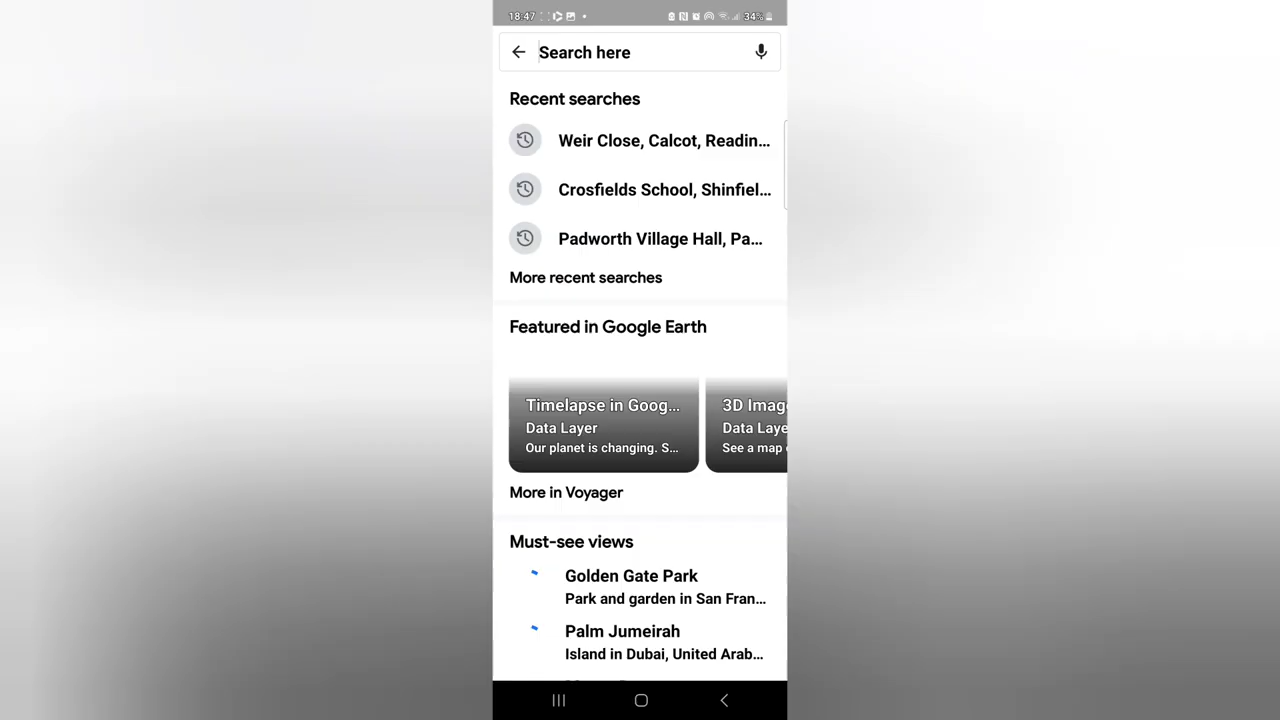 18:47
34%
Search here
Recent searches
Weir Close, Calcot, Readin...
Crosfields School, Shinfiel...
Padworth Village Hall, Pa...
More recent searches
Featured in Google Earth
Timelapse in Goog...
Data Layer
Our planet is changing. S...
3D Imag
Data Laye
See a map
More in Voyager
Must-see views
Golden Gate Park
Park and garden in San Fran...
Palm Jumeirah
Island in Dubai, United Arab...